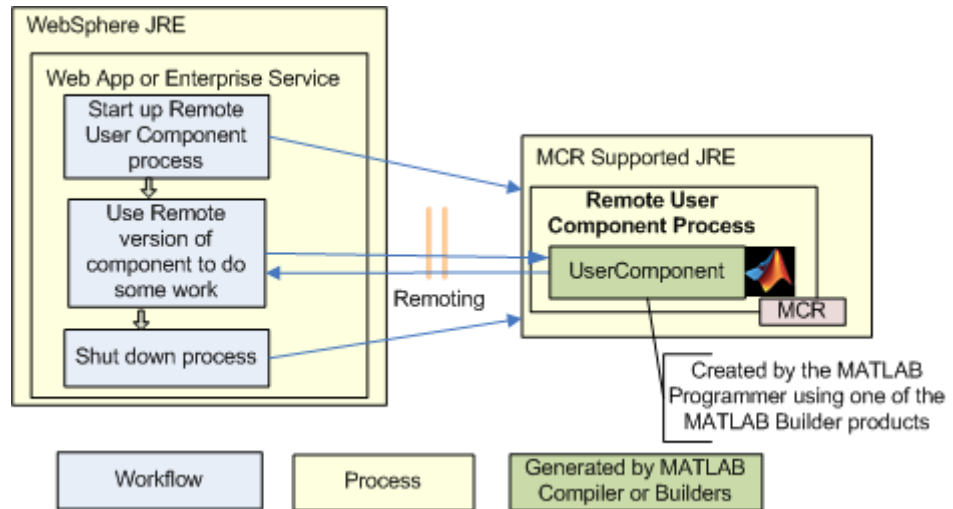 WebSphere JRE
Web App or Enterprise Service
Start up Remote
User Component
process
Use Remote
version of
component to do
some work
Shut down process
Remoting
MCR Supported JRE
Remote User
Component Process
UserComponent
MCR
Created by the MATLAB
Programmer using one of the
MATLAB Builder products
Workflow
Process
Generated by MATLAB
Compiler or Builders